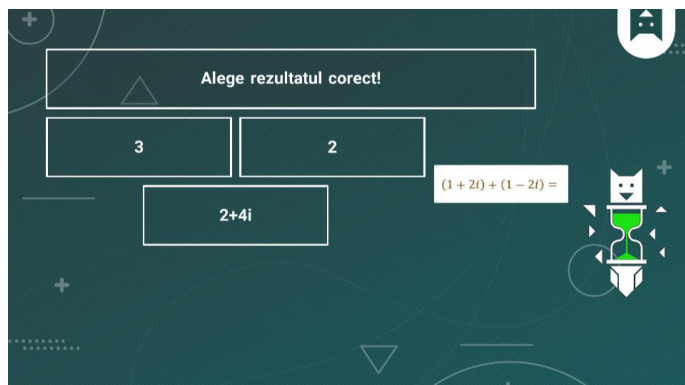 Alege rezultatul corect!
3
2
(1 + 2i) + (1 − 2i) =
2+4i